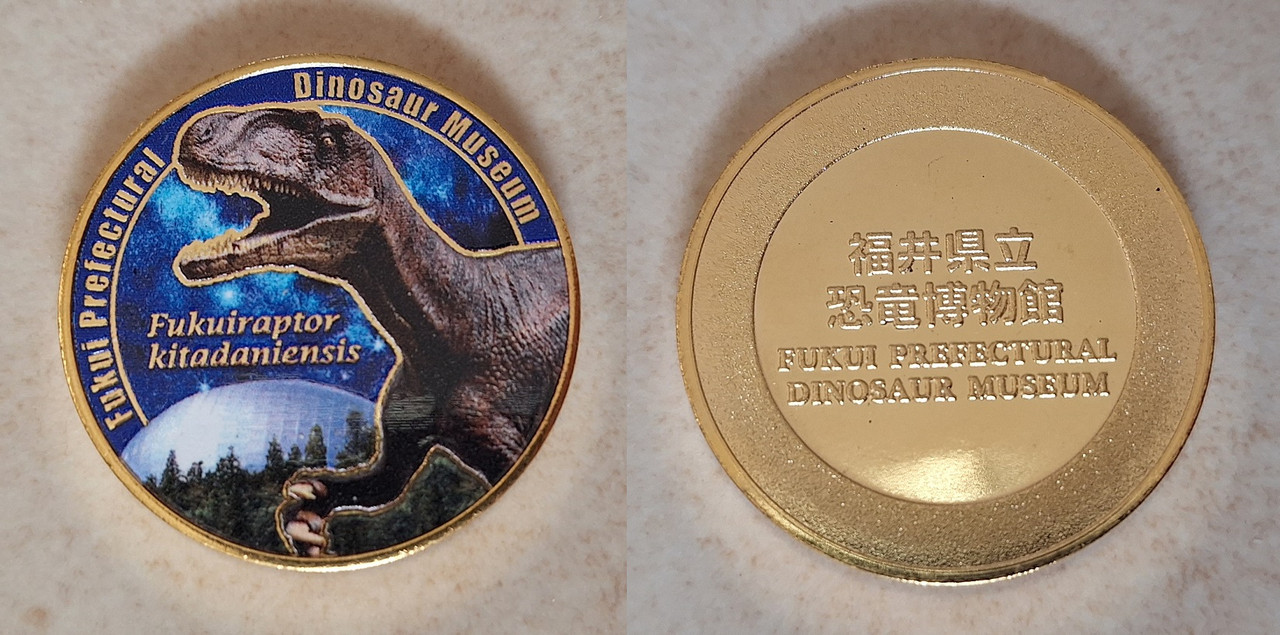 Fukui Prefectural Dinosaur Museum
Fukuiraptor
kitadaniensis
福井県立
恐竜博物館
FUKUI PREFECTURAL
DINOSAUR MUSEUM